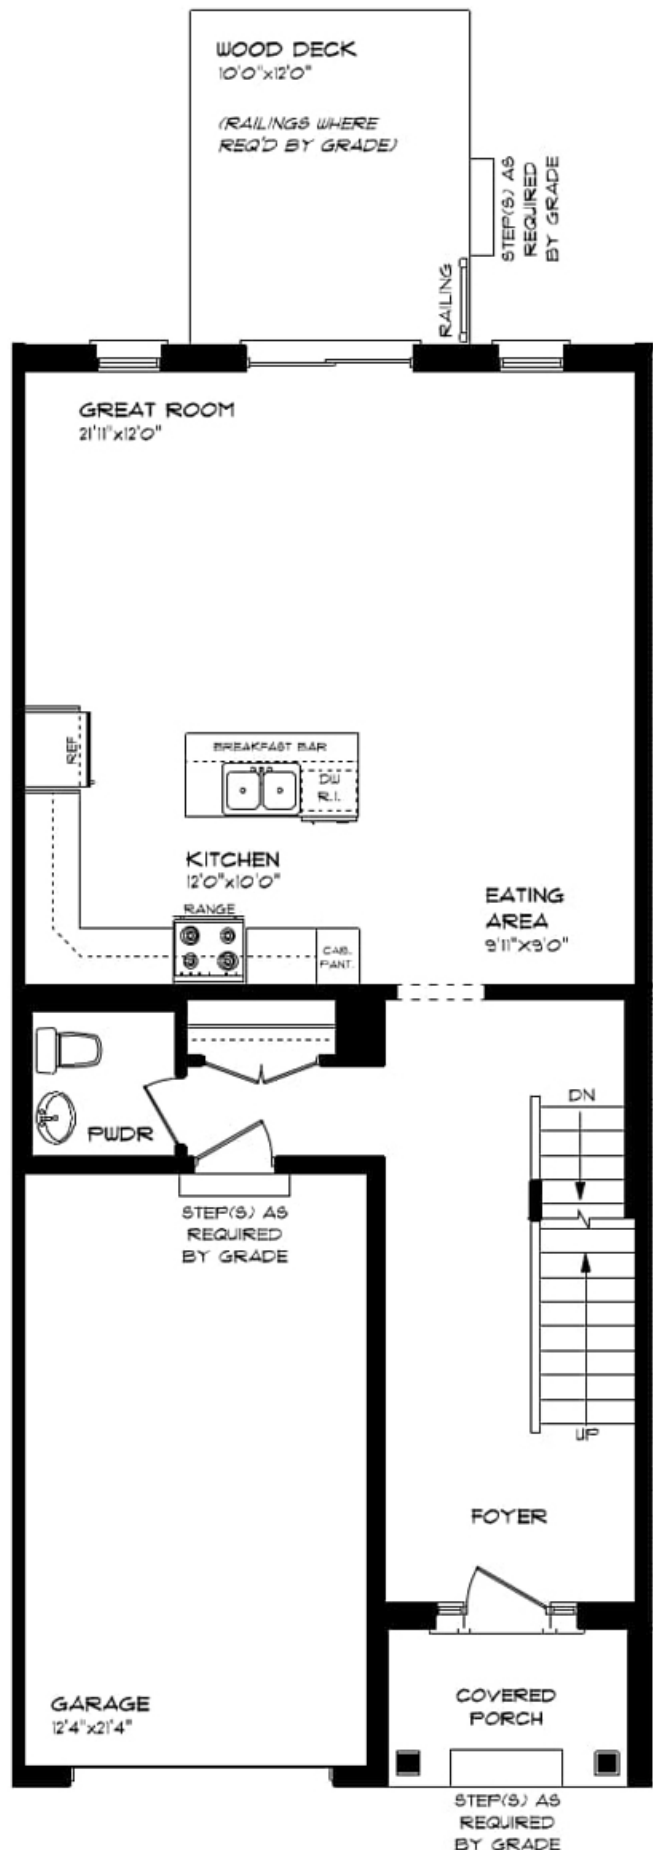 WOOD DECK
10'0"x12'0"
(RAILINGS WHERE
REQ'D BY GRADE)
STEP(S) AS
REQUIRED
BY GRADE
RAILING
GREAT ROOM
21'11"x12'0"
REF.
BREAKFAST BAR
DW
R.I.
KITCHEN
12'0"x10'0"
RANGE
CAB.
PANT.
EATING
AREA
9'11"X9'0"
PWDR
DN
STEP(S) AS
REQUIRED
BY GRADE
UP
FOYER
GARAGE
12'4"x21'4"
COVERED
PORCH
STEP(S) AS
REQUIRED
BY GRADE